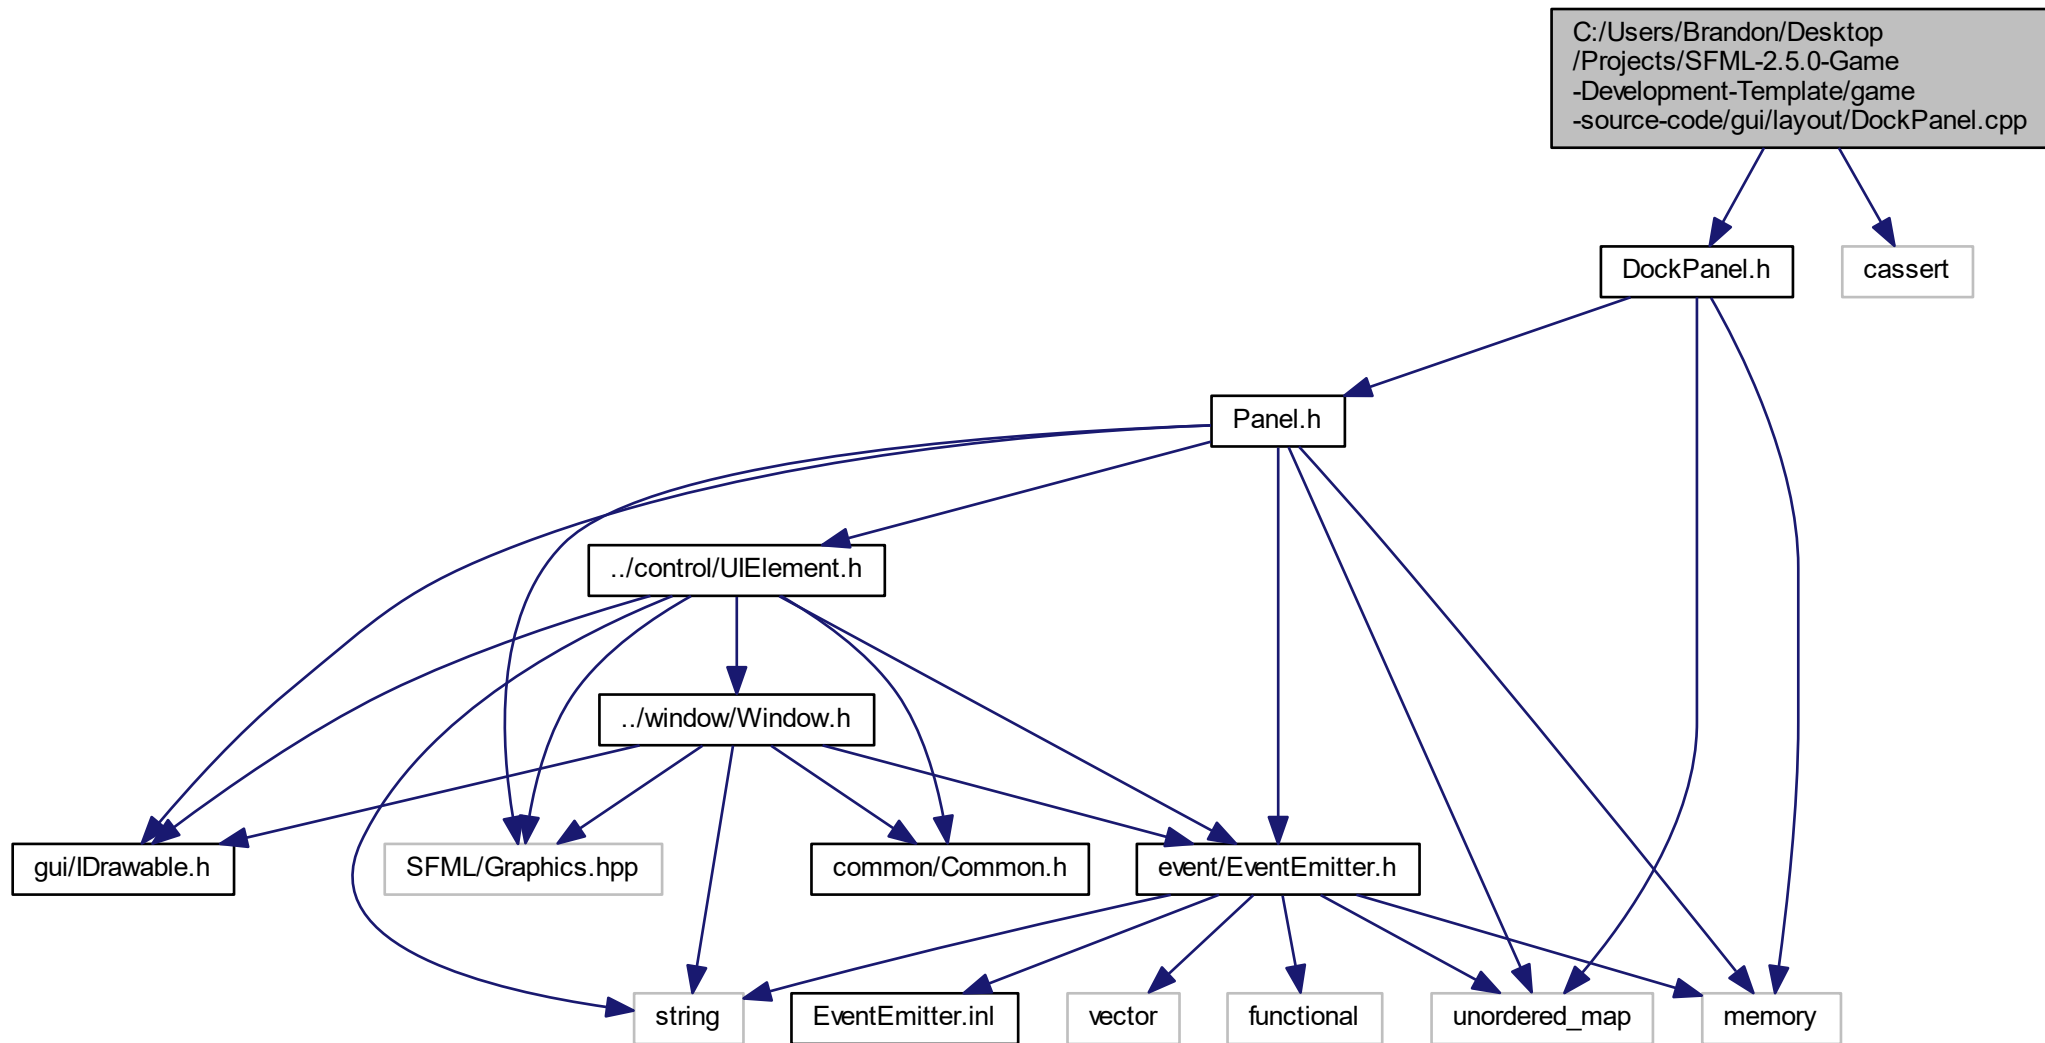 C:/Users/Brandon/Desktop
/Projects/SFML-2.5.0-Game
-Development-Template/game
-source-code/gui/layout/DockPanel.cpp
DockPanel.h
cassert
Panel.h
../control/UIElement.h
../window/Window.h
gui/IDrawable.h
SFML/Graphics.hpp
common/Common.h
event/EventEmitter.h
string
EventEmitter.inl
vector
functional
unordered_map
memory